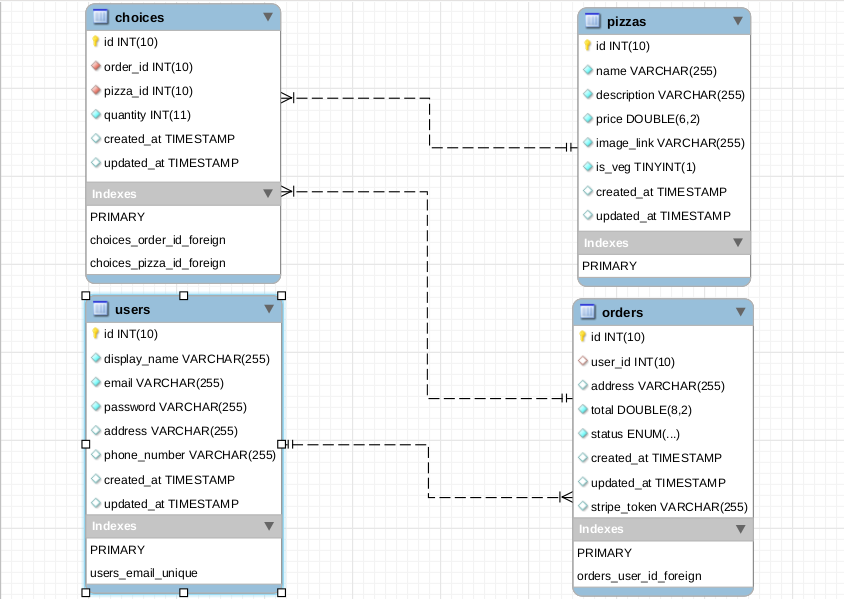 choices
id INT(10)
order_id INT(10)
pizza_id INT(10)
quantity INT(11)
created_at TIMESTAMP
updated_at TIMESTAMP
Indexes
PRIMARY
choices_order_id_foreign
choices_pizza_id_foreign
pizzas
id INT(10)
name VARCHAR(255)
description VARCHAR(255)
price DOUBLE(6,2)
image_link VARCHAR(255)
is_veg TINYINT(1)
created_at TIMESTAMP
updated_at TIMESTAMP
Indexes
PRIMARY
users
id INT(10)
display_name VARCHAR(255)
email VARCHAR(255)
password VARCHAR(255)
address VARCHAR(255)
phone_number VARCHAR(255)
created_at TIMESTAMP
updated_at TIMESTAMP
Indexes
PRIMARY
users_email_unique
orders
id INT(10)
user_id INT(10)
address VARCHAR(255)
total DOUBLE(8,2)
status ENUM(...)
created_at TIMESTAMP
updated_at TIMESTAMP
stripe_token VARCHAR(255)
Indexes
PRIMARY
orders_user_id_foreign